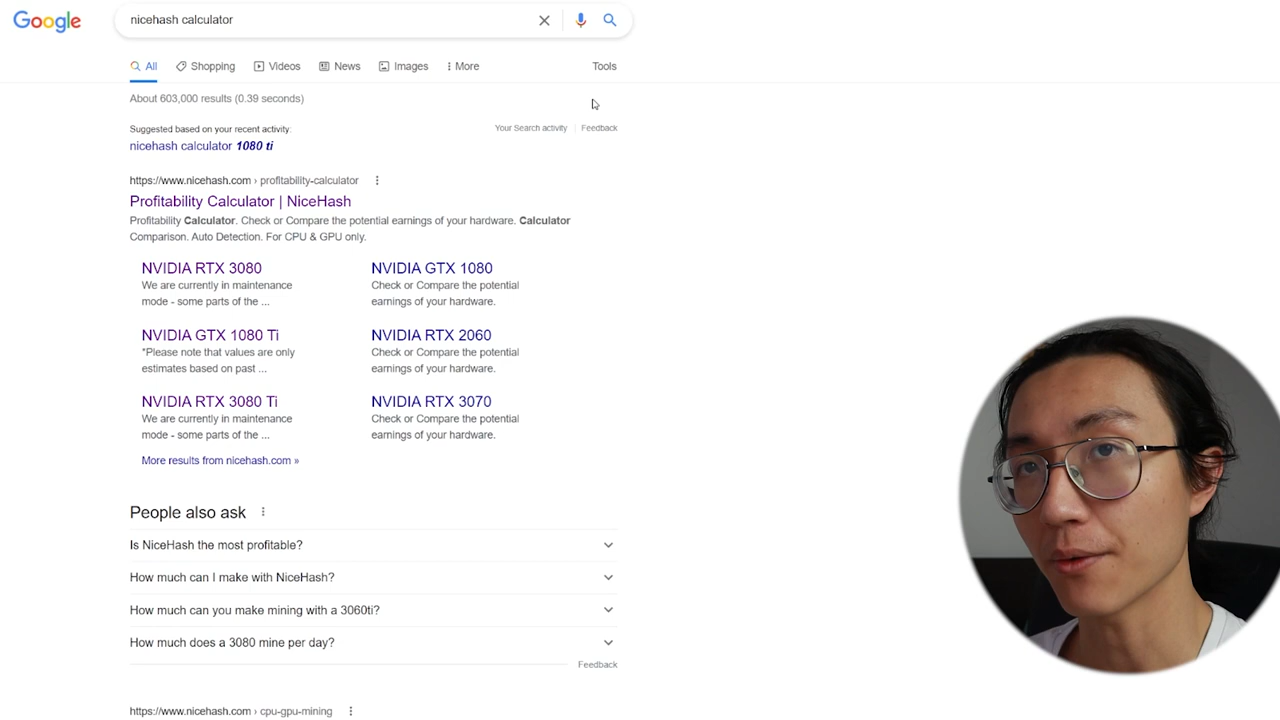 Google
nicehash calculator
All
Shopping
Videos
News
Images
More
Tools
About 603,000 results (0.39 seconds)
Suggested based on your recent activity:
Your Search activity
Feedback
nicehash calculator 1080 ti
https://www.nicehash.com › profitability-calculator
Profitability Calculator | NiceHash
Profitability Calculator. Check or Compare the potential earnings of your hardware. Calculator
Comparison. Auto Detection. For CPU & GPU only.
NVIDIA RTX 3080
We are currently in maintenance
mode - some parts of the ...
NVIDIA GTX 1080
Check or Compare the potential
earnings of your hardware.
NVIDIA GTX 1080 Ti
*Please note that values are only
estimates based on past ...
NVIDIA RTX 2060
Check or Compare the potential
earnings of your hardware.
NVIDIA RTX 3080 Ti
We are currently in maintenance
mode - some parts of the ...
NVIDIA RTX 3070
Check or Compare the potential
earnings of your hardware.
More results from nicehash.com »
People also ask
Is NiceHash the most profitable?
How much can I make with NiceHash?
How much can you make mining with a 3060ti?
How much does a 3080 mine per day?
Feedback
https://www.nicehash.com › cpu-gpu-mining